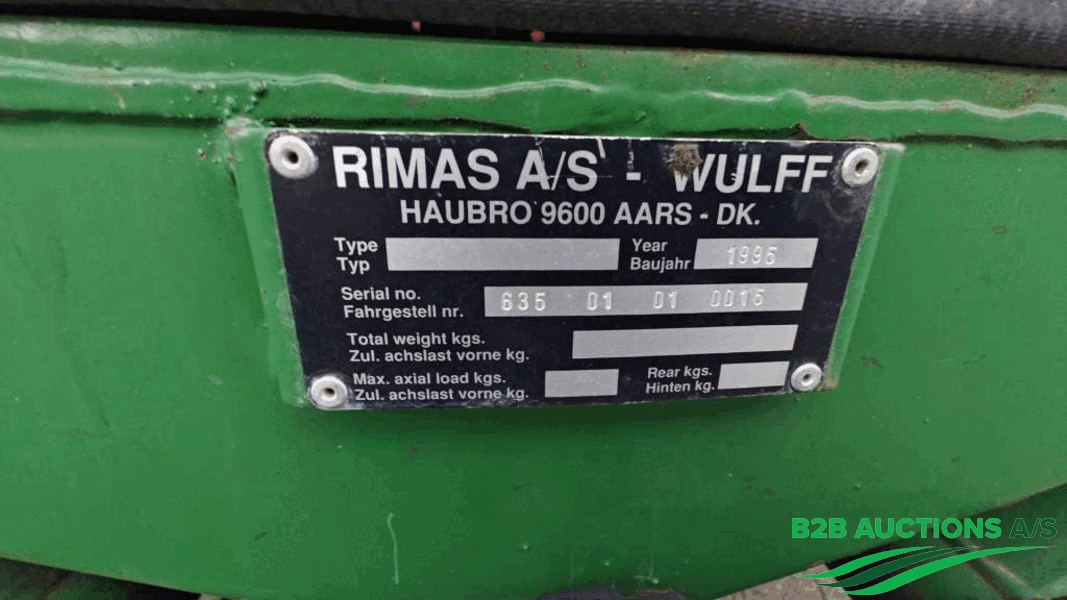 RIMAS A/S - WULFF
HAUBRO 9600 AARS - DK.
Type
Typ
Year
Baujahr
1995
Serial no.
Fahrgestell nr.
635 01 01 0015
Total weight kgs.
Zul. achslast vorne kg.
Max. axial load kgs.
Zul. achslast vorne kg.
Rear kgs.
Hinten kg.
B2B AUCTIONS A/S